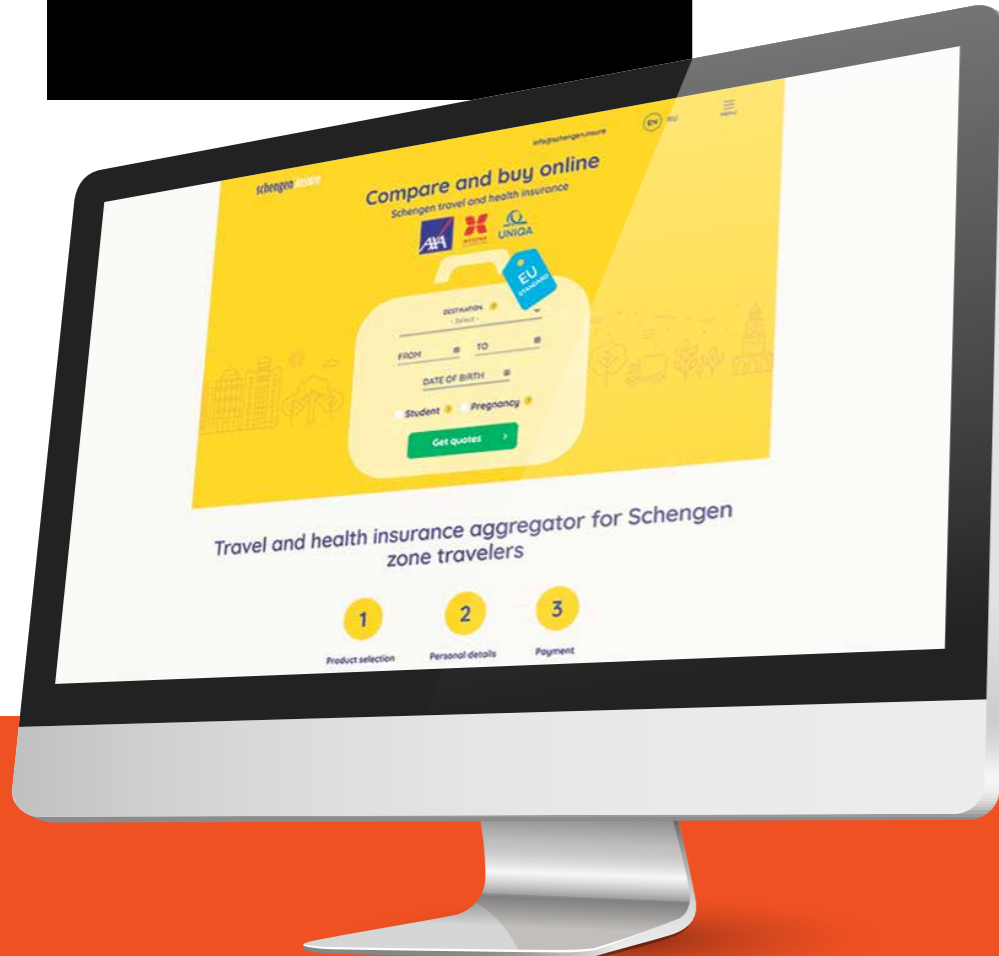 info@schengen.insure
EN RU
MENU
schengen insure
Compare and buy online
Schengen travel and health insurance
AXA
UNIQA
EU
STANDARD
DESTINATION ?
- Select -
FROM TO
DATE OF BIRTH
Student ? Pregnancy ?
Get quotes
Travel and health insurance aggregator for Schengen
zone travelers
1 2 3
Product selection Personal details Payment